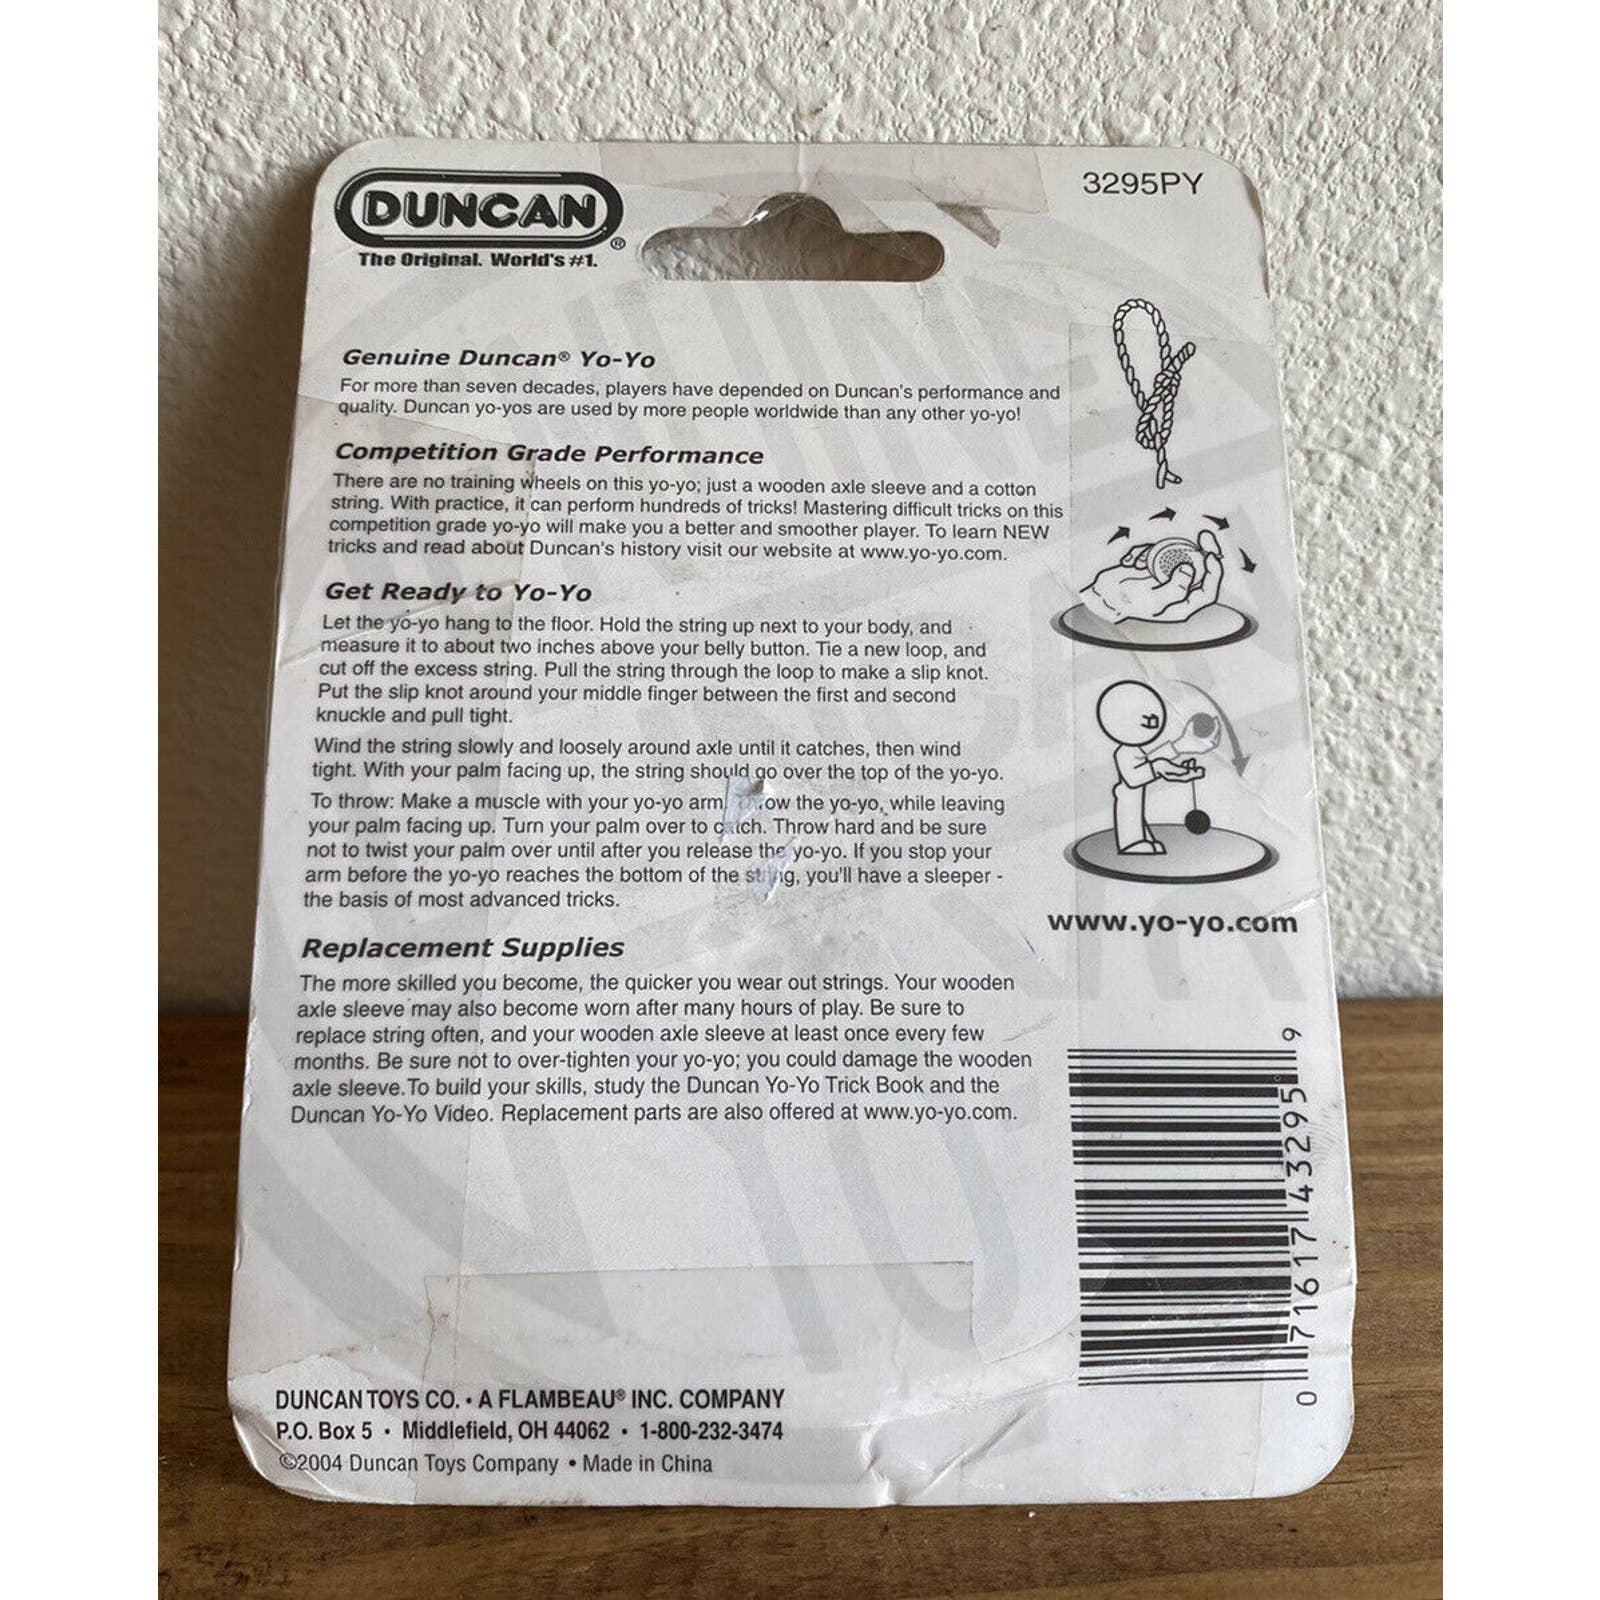 DUNCAN®
The Original. World's #1.
3295PY
Genuine Duncan® Yo-Yo
For more than seven decades, players have depended on Duncan's performance and
quality. Duncan yo-yos are used by more people worldwide than any other yo-yo!
Competition Grade Performance
There are no training wheels on this yo-yo; just a wooden axle sleeve and a cotton
string. With practice, it can perform hundreds of tricks! Mastering difficult tricks on this
competition grade yo-yo will make you a better and smoother player. To learn NEW
tricks and read about Duncan's history visit our website at www.yo-yo.com.
Get Ready to Yo-Yo
Let the yo-yo hang to the floor. Hold the string up next to your body, and
measure it to about two inches above your belly button. Tie a new loop, and
cut off the excess string. Pull the string through the loop to make a slip knot.
Put the slip knot around your middle finger between the first and second
knuckle and pull tight.
Wind the string slowly and loosely around axle until it catches, then wind
tight. With your palm facing up, the string should go over the top of the yo-yo.
To throw: Make a muscle with your yo-yo arm. Throw the yo-yo, while leaving
your palm facing up. Turn your palm over to catch. Throw hard and be sure
not to twist your palm over until after you release the yo-yo. If you stop your
arm before the yo-yo reaches the bottom of the string, you'll have a sleeper -
the basis of most advanced tricks.
Replacement Supplies
The more skilled you become, the quicker you wear out strings. Your wooden
axle sleeve may also become worn after many hours of play. Be sure to
replace string often, and your wooden axle sleeve at least once every few
months. Be sure not to over-tighten your yo-yo; you could damage the wooden
axle sleeve.To build your skills, study the Duncan Yo-Yo Trick Book and the
Duncan Yo-Yo Video. Replacement parts are also offered at www.yo-yo.com.
www.yo-yo.com
0 71617 43295 9
DUNCAN TOYS CO. • A FLAMBEAU® INC. COMPANY
P.O. Box 5 • Middlefield, OH 44062 • 1-800-232-3474
©2004 Duncan Toys Company • Made in China